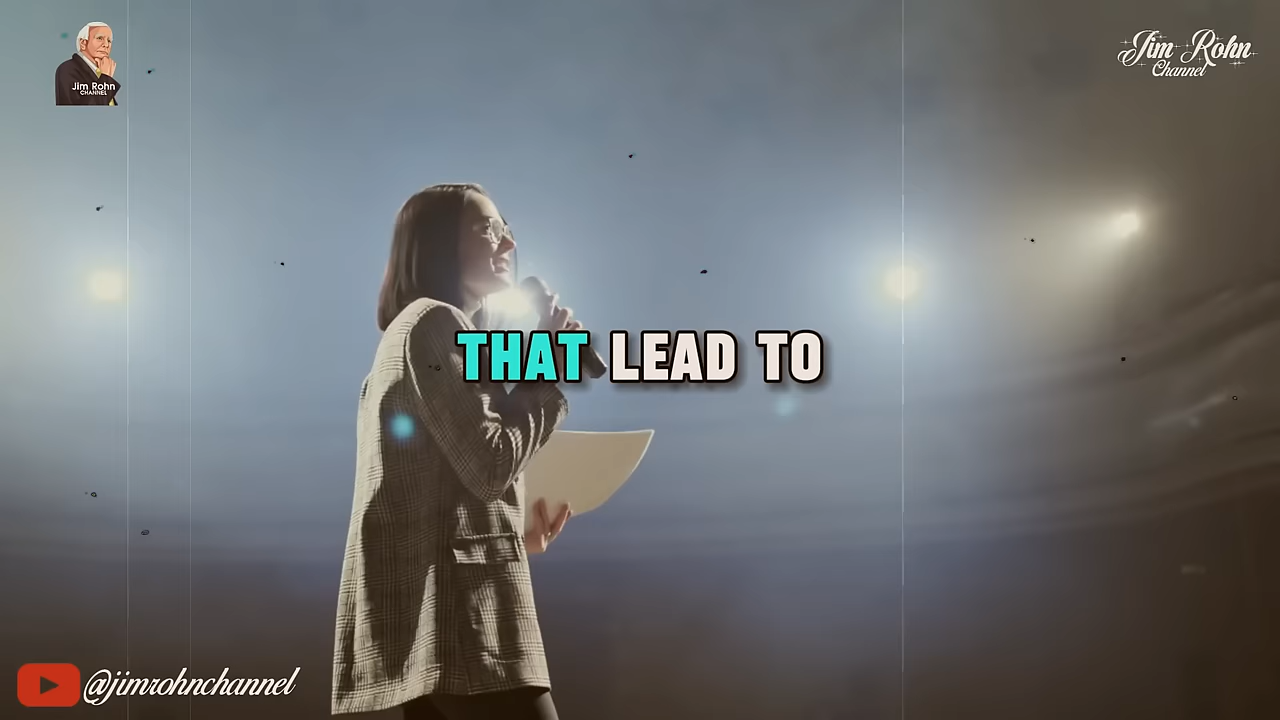 Jim Rohn
CHANNEL
Jim Rohn
Channel
THAT LEAD TO
@jimrohnchannel